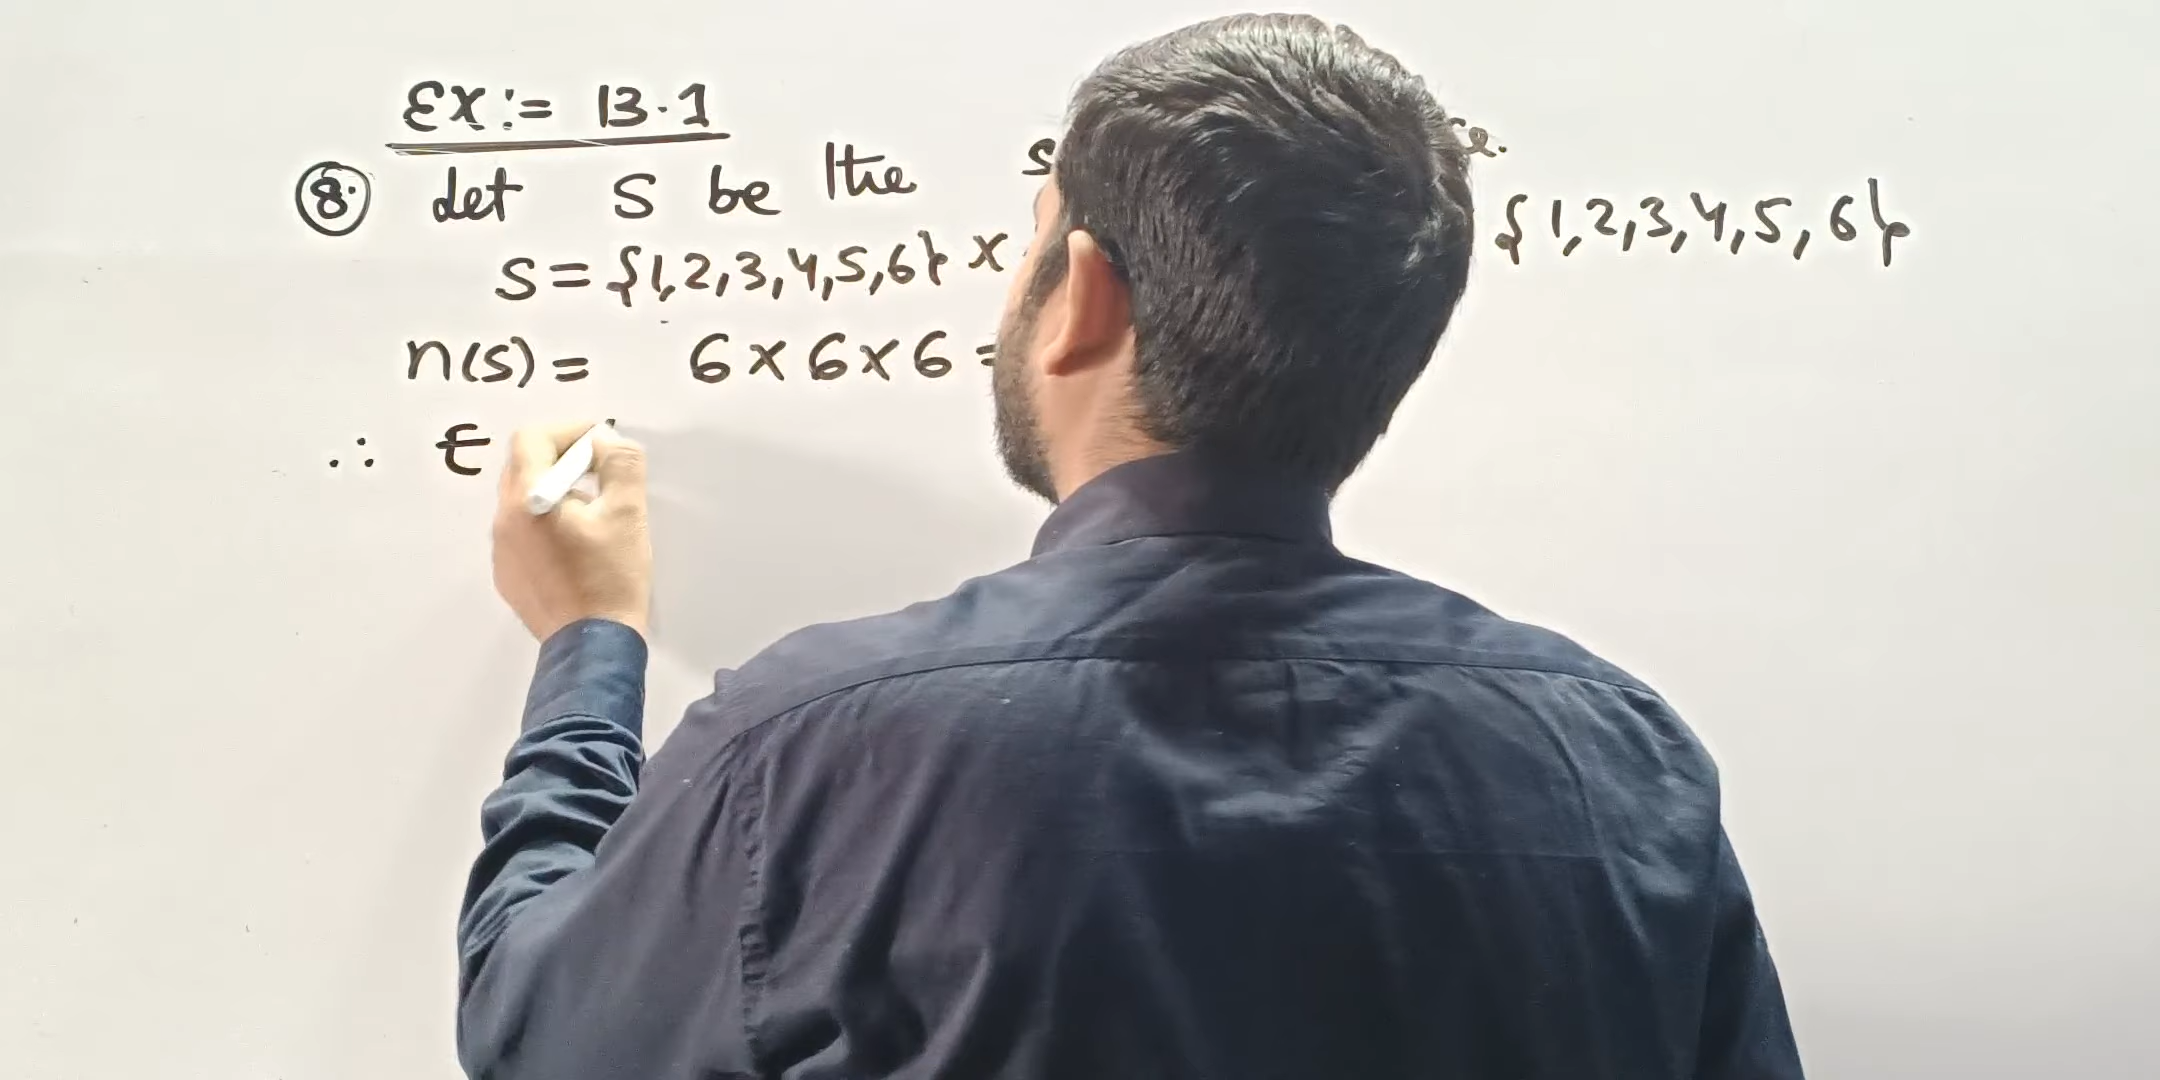 Ex:= 13.1
8. Let S be the
S = {1,2,3,4,5,6} × {1,2,3,4,5,6}
n(S) = 6 × 6 × 6 =
∴ E